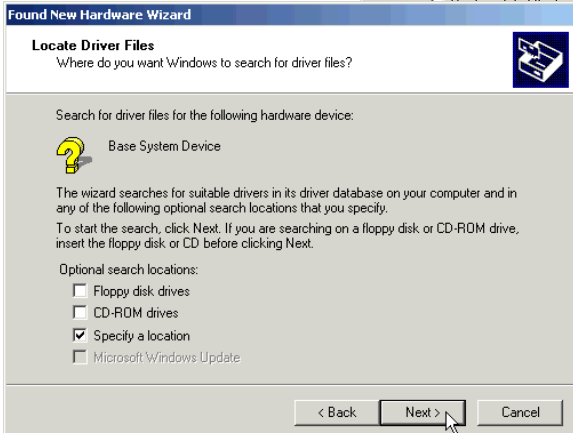 Found New Hardware Wizard
Locate Driver Files
Where do you want Windows to search for driver files?
Search for driver files for the following hardware device:
Base System Device
The wizard searches for suitable drivers in its driver database on your computer and in
any of the following optional search locations that you specify.
To start the search, click Next. If you are searching on a floppy disk or CD-ROM drive,
insert the floppy disk or CD before clicking Next.
Optional search locations:
Floppy disk drives
CD-ROM drives
Specify a location
Microsoft Windows Update
< Back
Next >
Cancel